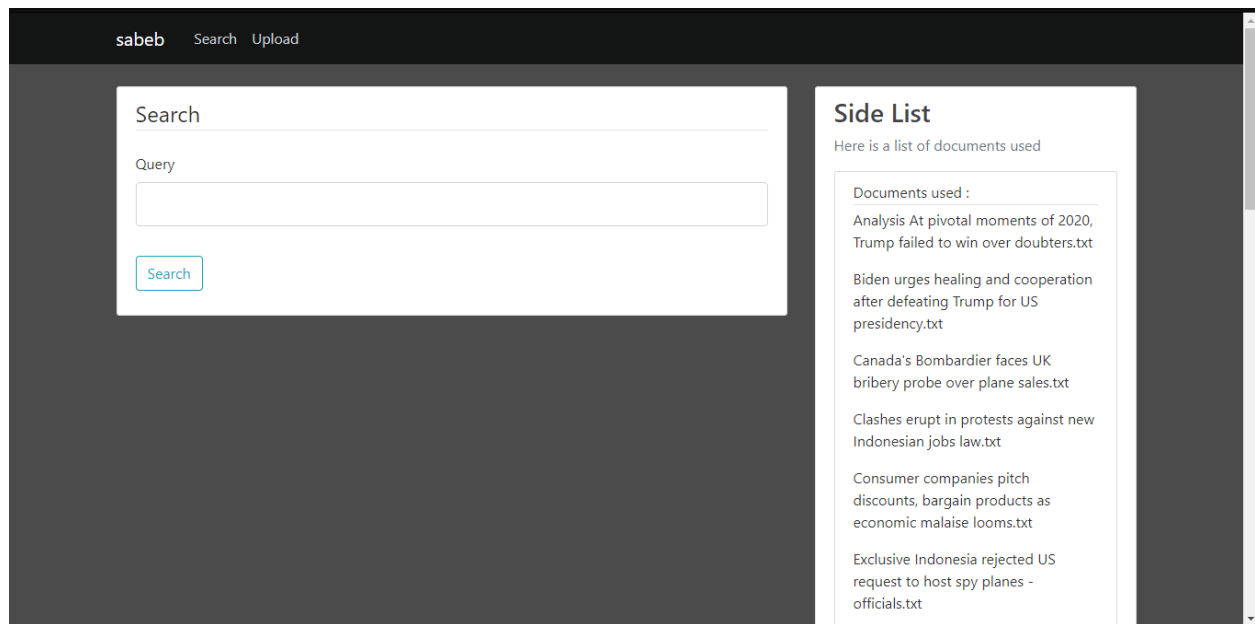 sabeb Search Upload
Search
Query
Search
Side List
Here is a list of documents used
Documents used :
Analysis At pivotal moments of 2020,
Trump failed to win over doubters.txt
Biden urges healing and cooperation
after defeating Trump for US
presidency.txt
Canada's Bombardier faces UK
bribery probe over plane sales.txt
Clashes erupt in protests against new
Indonesian jobs law.txt
Consumer companies pitch
discounts, bargain products as
economic malaise looms.txt
Exclusive Indonesia rejected US
request to host spy planes -
officials.txt